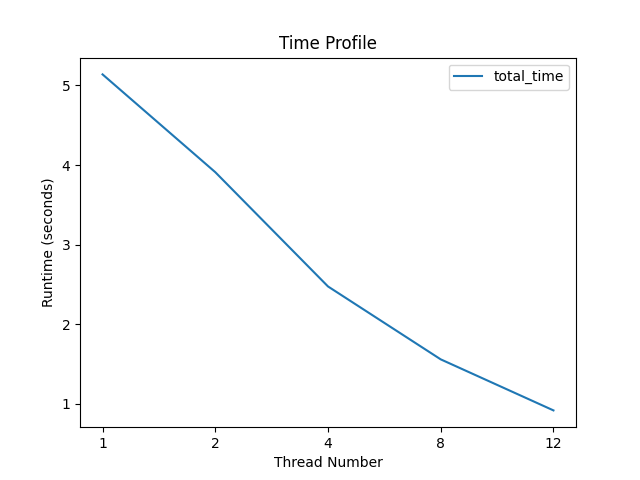 Time Profile
total_time
5
4
3
2
1
Runtime (seconds)
1 2 4 8 12
Thread Number